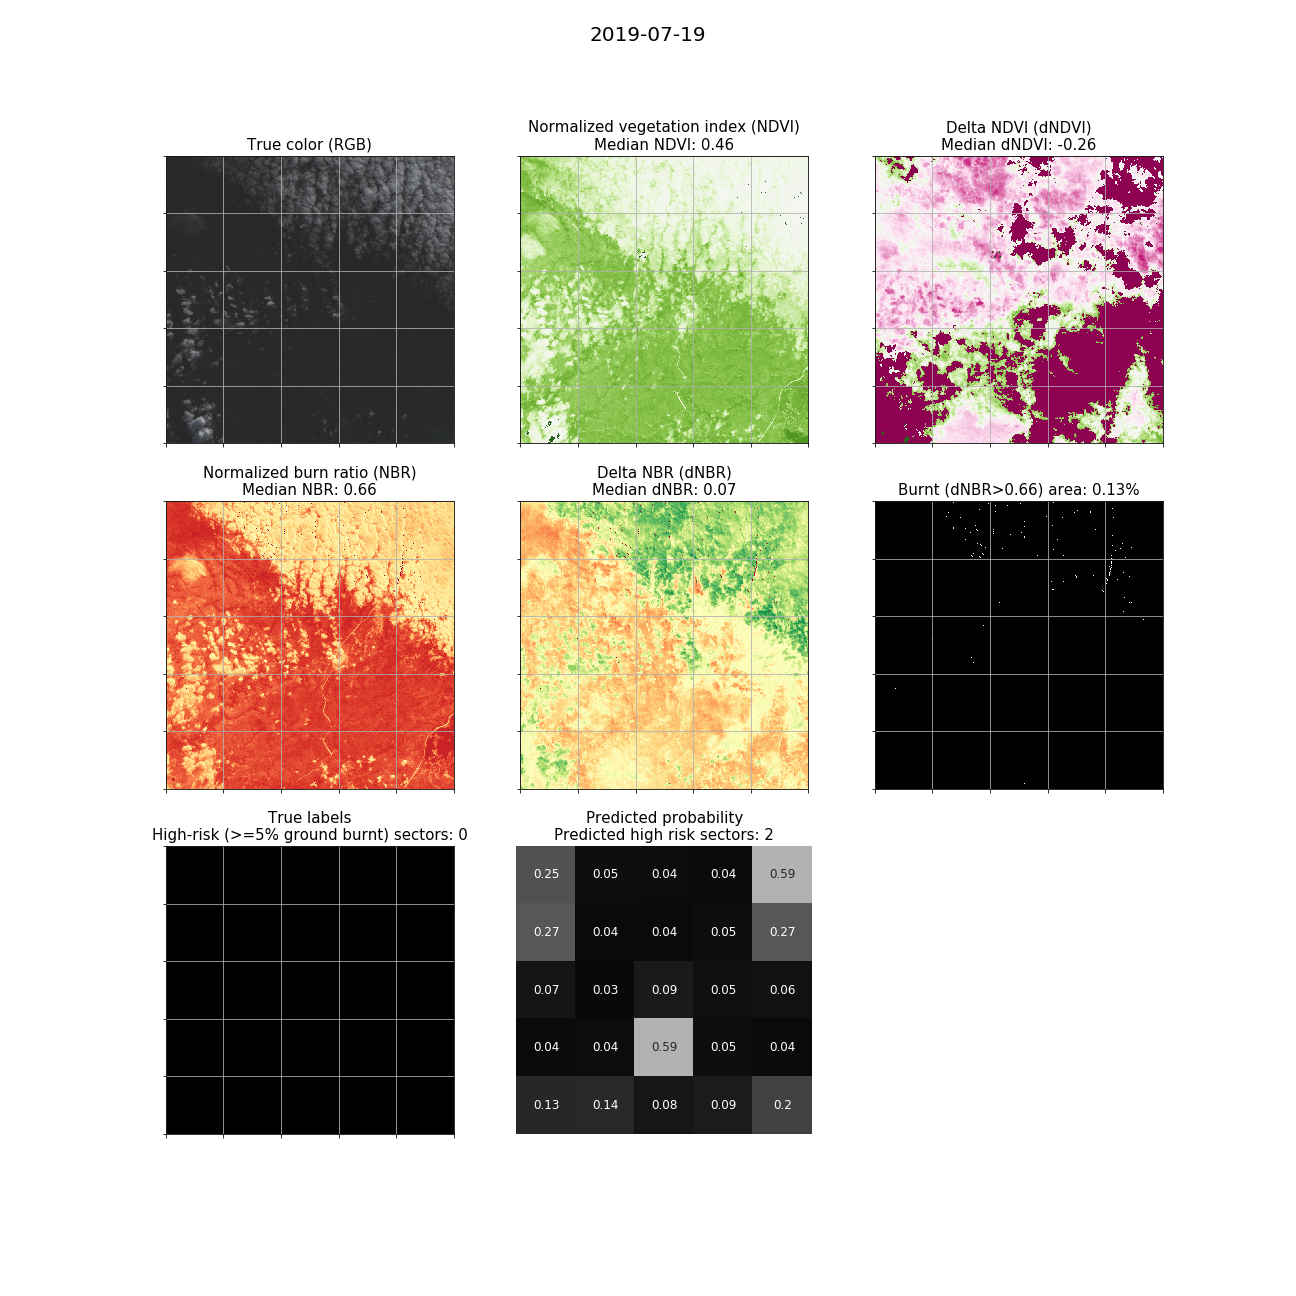 2019-07-19
True color (RGB)
Normalized vegetation index (NDVI)
Median NDVI: 0.46
Delta NDVI (dNDVI)
Median dNDVI: -0.26
Normalized burn ratio (NBR)
Median NBR: 0.66
Delta NBR (dNBR)
Median dNBR: 0.07
Burnt (dNBR>0.66) area: 0.13%
True labels
High-risk (>=5% ground burnt) sectors: 0
Predicted probability
Predicted high risk sectors: 2
0.25 0.05 0.04 0.04 0.59
0.27 0.04 0.04 0.05 0.27
0.07 0.03 0.09 0.05 0.06
0.04 0.04 0.59 0.05 0.04
0.13 0.14 0.08 0.09 0.2